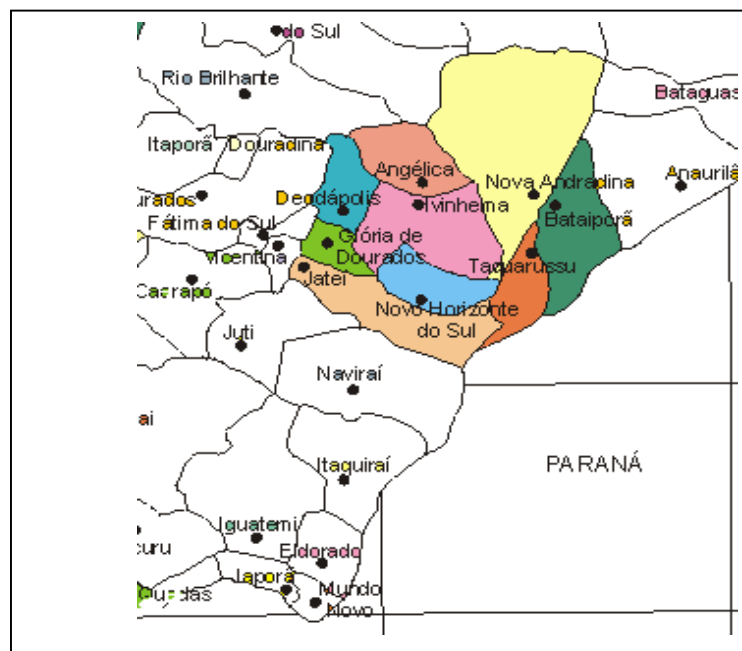 do Sul
Rio Brilhante
Bataguas
Itaporã
Douradina
Angélica
Nova Andradina
Anaurilâ
urados
Deodápolis
Ivinhema
Bataiporã
Fátima do Sul
Glória de
Dourados
Vicentina
Taquarussu
Jateí
Caarapó
Novo Horizonte
do Sul
Juti
Naviraí
ai
Itaquiraí
PARANÁ
Iguatemi
curu
Eldorado
Japorã
Mundo
Novo